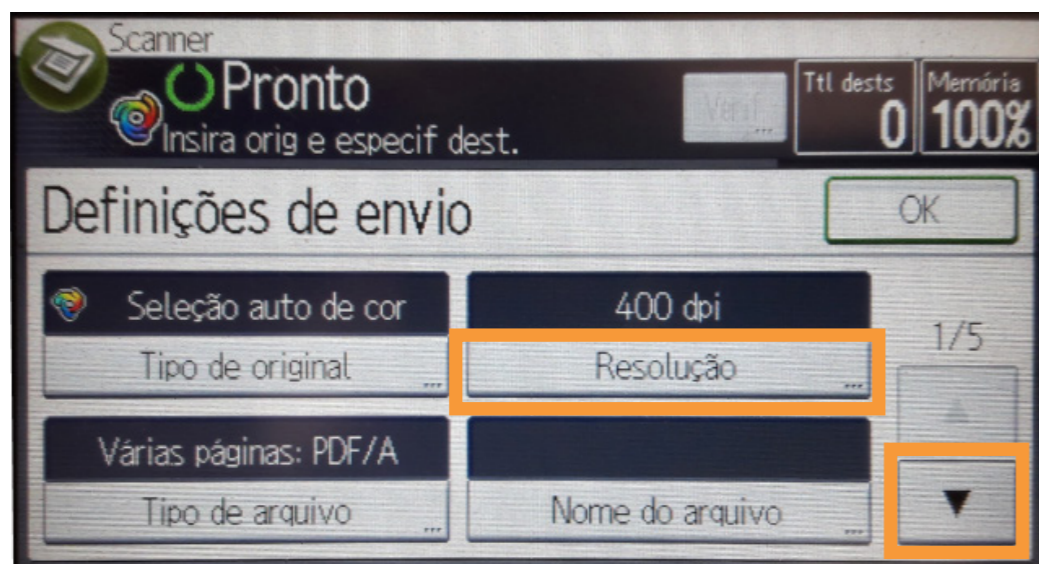 Scanner
Pronto
Insira orig e especif dest.
Verif...
Ttl dests
0
Memória
100%
Definições de envio
OK
Seleção auto de cor
Tipo de original ...
400 dpi
Resolução ...
1/5
▲
Várias páginas: PDF/A
Tipo de arquivo ...
Nome do arquivo ...
▼